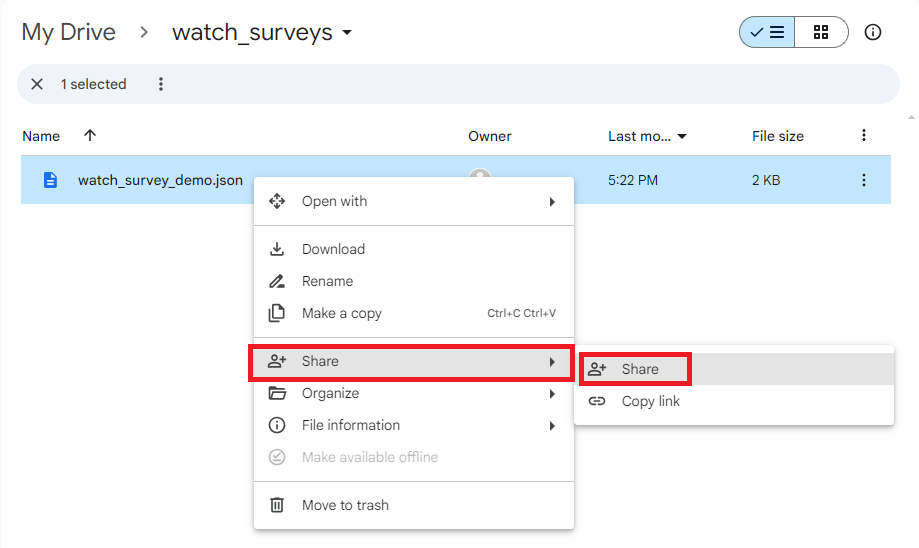 My Drive > watch_surveys
1 selected
Name Owner Last mo... File size
watch_survey_demo.json 5:22 PM 2 KB
Open with
Download
Rename
Make a copy Ctrl+C Ctrl+V
Share
Share
Organize
Copy link
File information
Make available offline
Move to trash